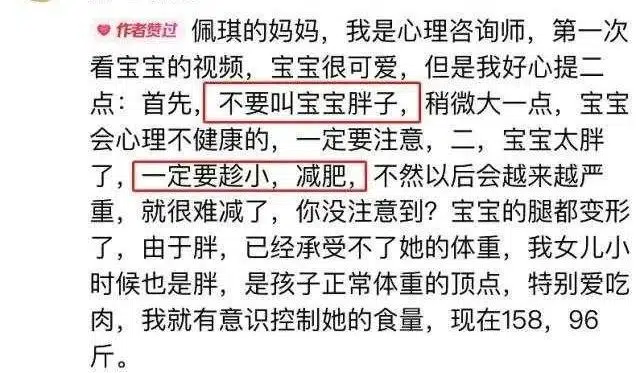 作者赞过 佩琪的妈妈，我是心理咨询师，第一次
看宝宝的视频，宝宝很可爱，但是我好心提二
点：首先，不要叫宝宝胖子，稍微大一点，宝宝
会心理不健康的，一定要注意，二，宝宝太胖
了，一定要趁小，减肥，不然以后会越来越严
重，就很难减了，你没注意到？宝宝的腿都变形
了，由于胖，已经承受不了她的体重，我女儿小
时候也是胖，是孩子正常体重的顶点，特别爱吃
肉，我就有意识控制她的食量，现在158，96
斤。